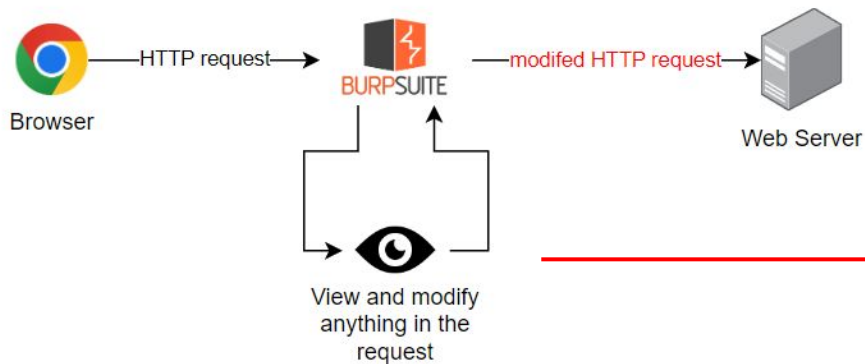 HTTP request
BURPSUITE
modifed HTTP request
Browser
Web Server
View and modify
anything in the
request